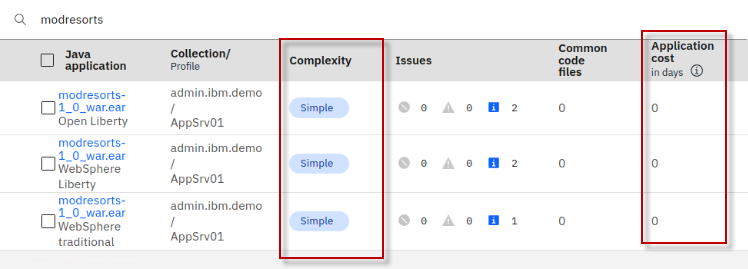 modresorts
Java application
Collection/
Profile
Complexity
Issues
Common code files
Application cost
in days
modresorts-
1_0_war.ear
Open Liberty
admin.ibm.demo
/
AppSrv01
Simple
0 0 2
0
0
modresorts-
1_0_war.ear
WebSphere
Liberty
admin.ibm.demo
/
AppSrv01
Simple
0 0 2
0
0
modresorts-
1_0_war.ear
WebSphere
traditional
admin.ibm.demo
/
AppSrv01
Simple
0 0 1
0
0